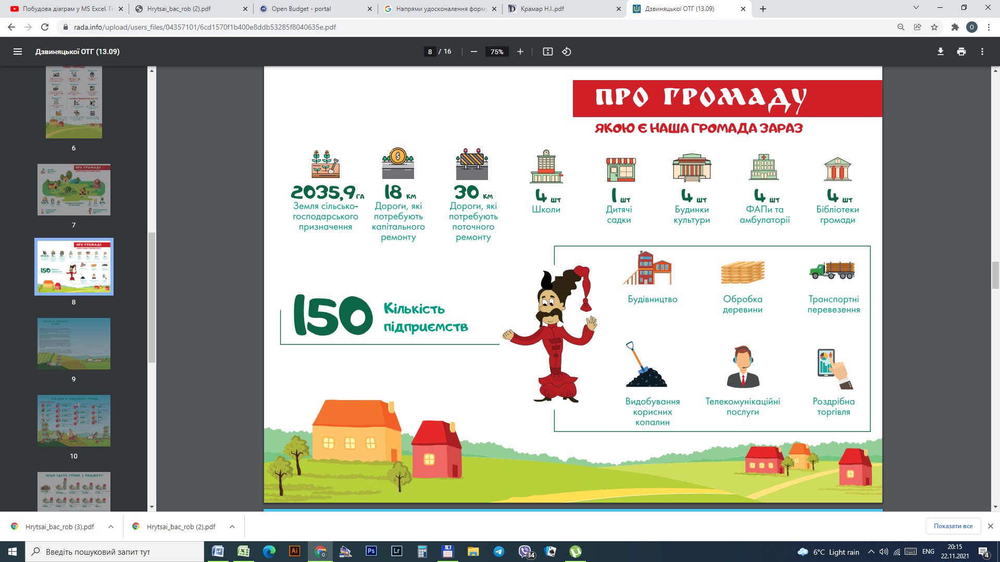 Побудова діаграм у MS Excel. Гі
Hrytsai_bac_rob (2).pdf
Open Budget - portal
Напрями удосконалення форму
Крамар Н.І..pdf
Дзвиняцької ОТГ (13.09)
rada.info/upload/users_files/04357101/6cd1570f1b400e8ddb53285f8040635e.pdf
O
Дзвиняцької ОТГ (13.09)
8 / 16
75%
6
7
8
9
10
ПРО ГРОМАДУ
ЯКОЮ Є НАША ГРОМАДА ЗАРАЗ
2035,9 ГА
Земля сільсько-
господарського
призначення
18 КМ
Дороги, які
потребують
капітального
ремонту
30 КМ
Дороги, які
потребують
поточного
ремонту
4 ШТ
Школи
1 ШТ
Дитячі
садки
4 ШТ
Будинки
культури
4 ШТ
ФАПи та
амбулаторії
4 ШТ
Бібліотеки
громади
150
Кількість
підприємств
Будівництво
Обробка
деревини
Транспортні
перевезення
Видобування
корисних
копалин
Телекомунікаційні
послуги
Роздрібна
торгівля
Hrytsai_bac_rob (3).pdf
Hrytsai_bac_rob (2).pdf
Показати все
Введіть пошуковий запит тут
34
6°C Light rain
ENG
20:15
22.11.2021
4